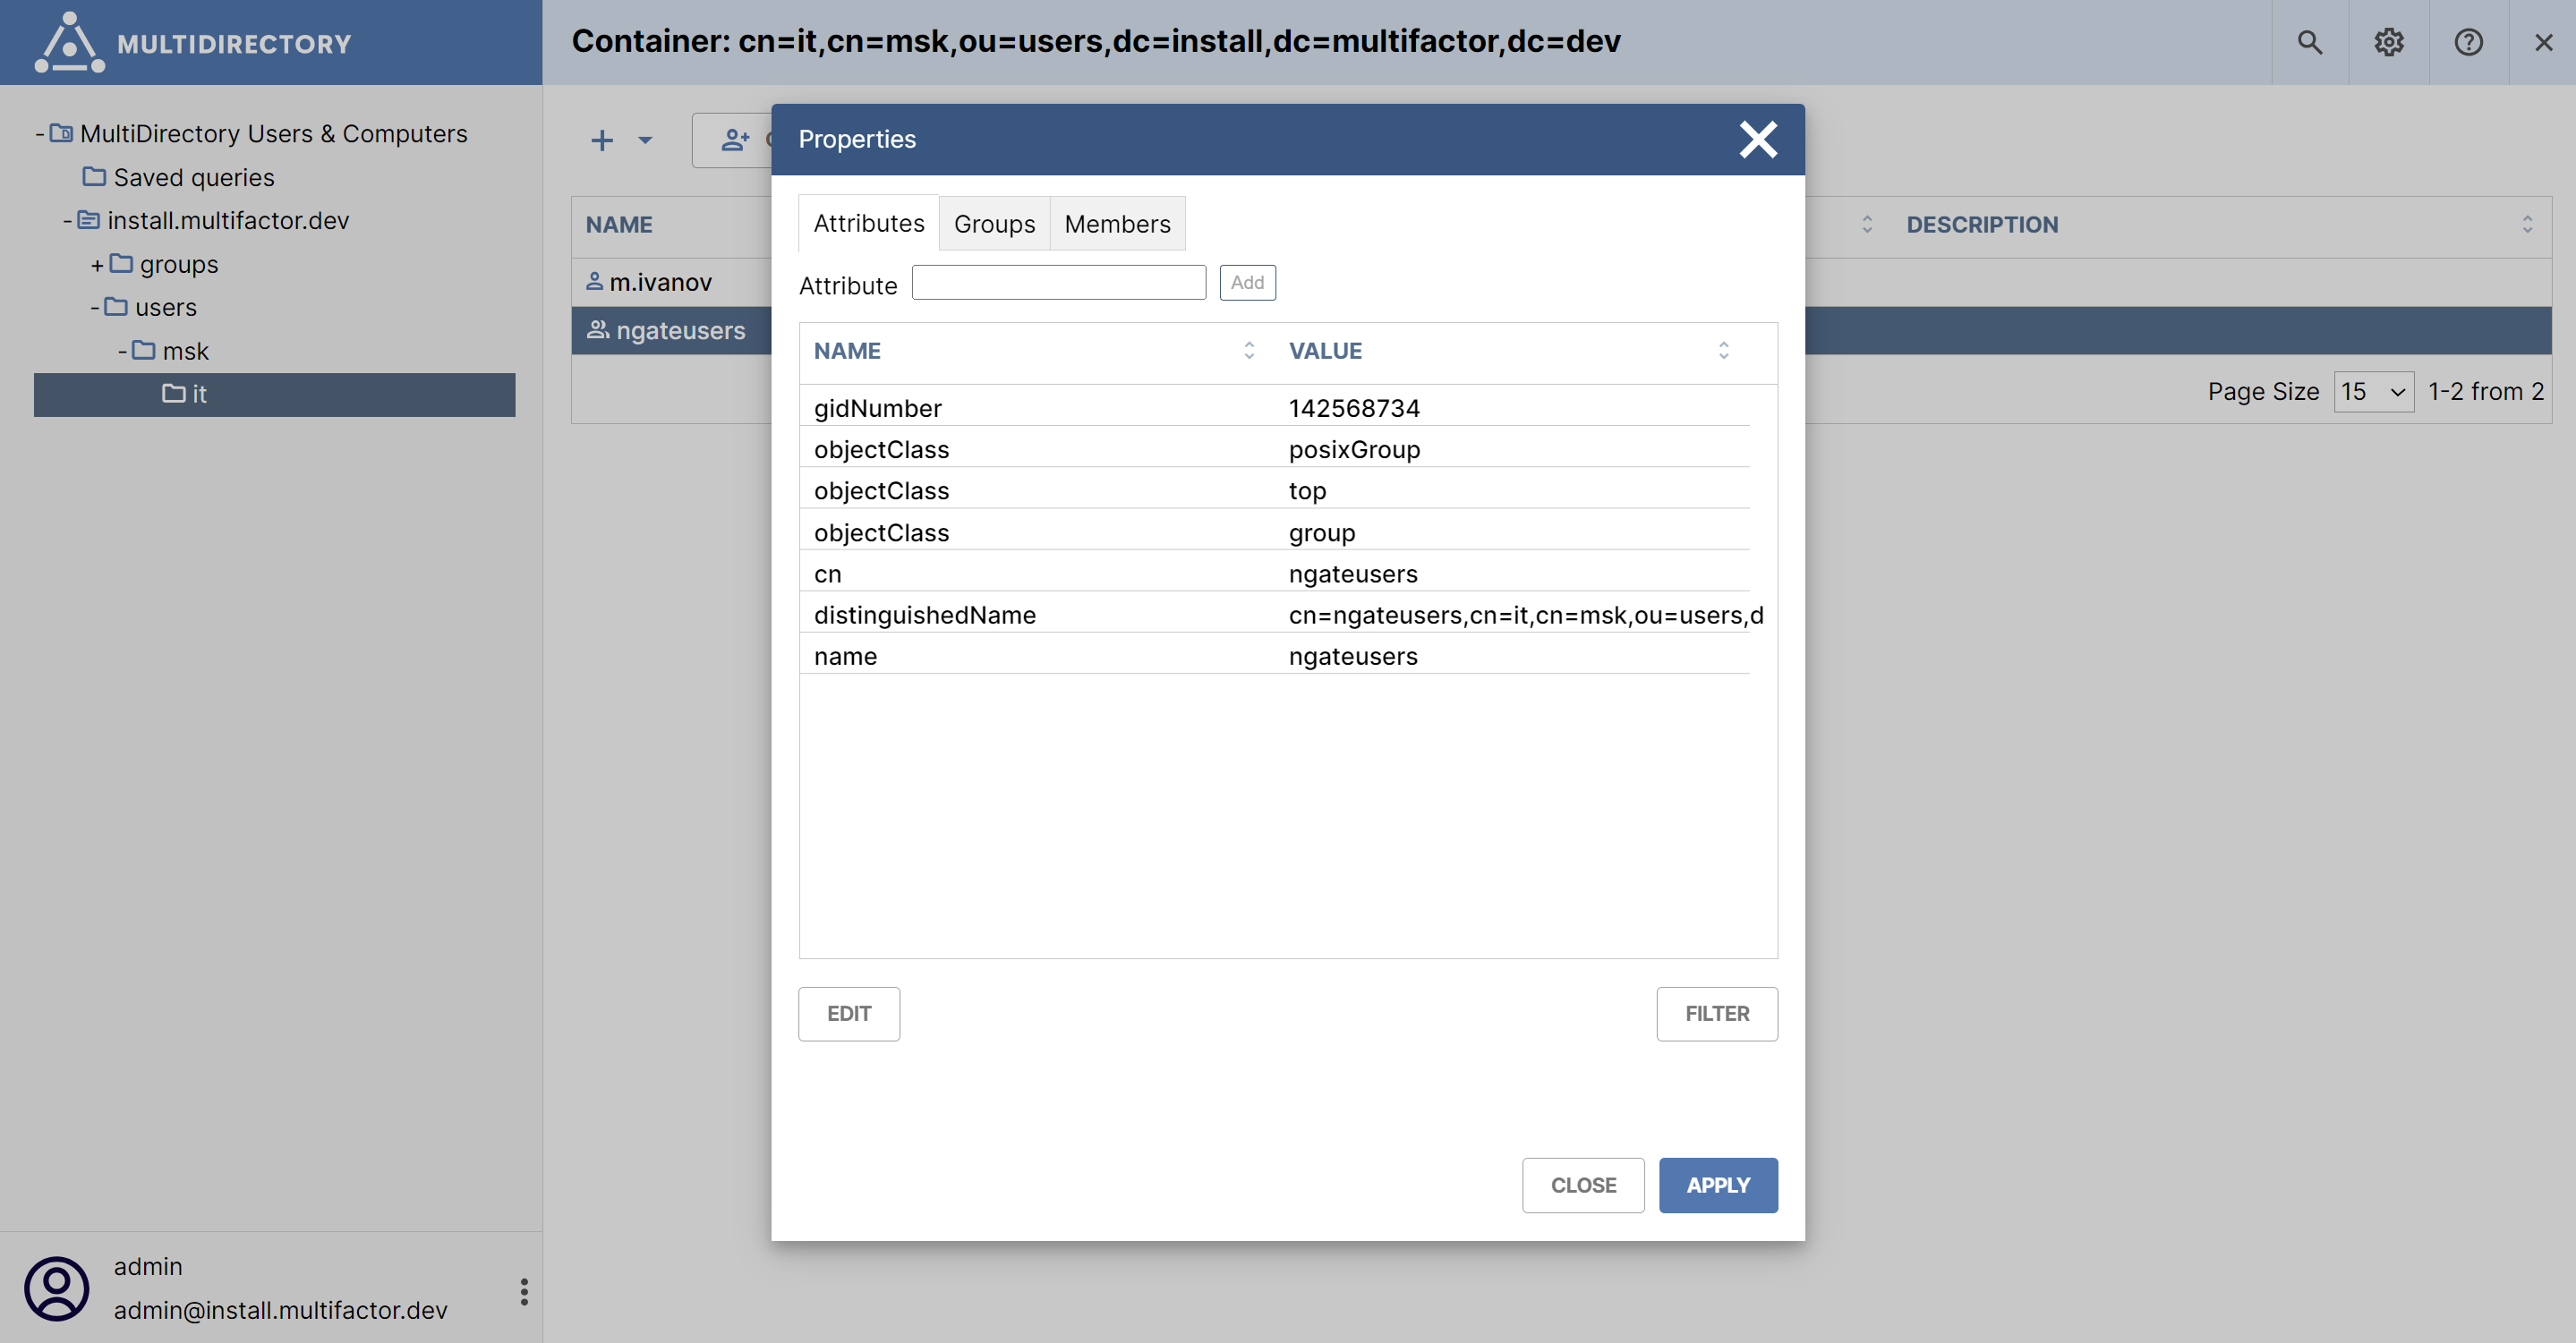 MULTIDIRECTORY
Container: cn=it,cn=msk,ou=users,dc=install,dc=multifactor,dc=dev
- MultiDirectory Users & Computers
Saved queries
- install.multifactor.dev
+ groups
- users
- msk
it
admin
admin@install.multifactor.dev
NAME
DESCRIPTION
m.ivanov
ngateusers
Page Size 15 1-2 from 2
Properties
Attributes Groups Members
Attribute Add
NAME VALUE
gidNumber 142568734
objectClass posixGroup
objectClass top
objectClass group
cn ngateusers
distinguishedName cn=ngateusers,cn=it,cn=msk,ou=users,d
name ngateusers
EDIT FILTER
CLOSE APPLY